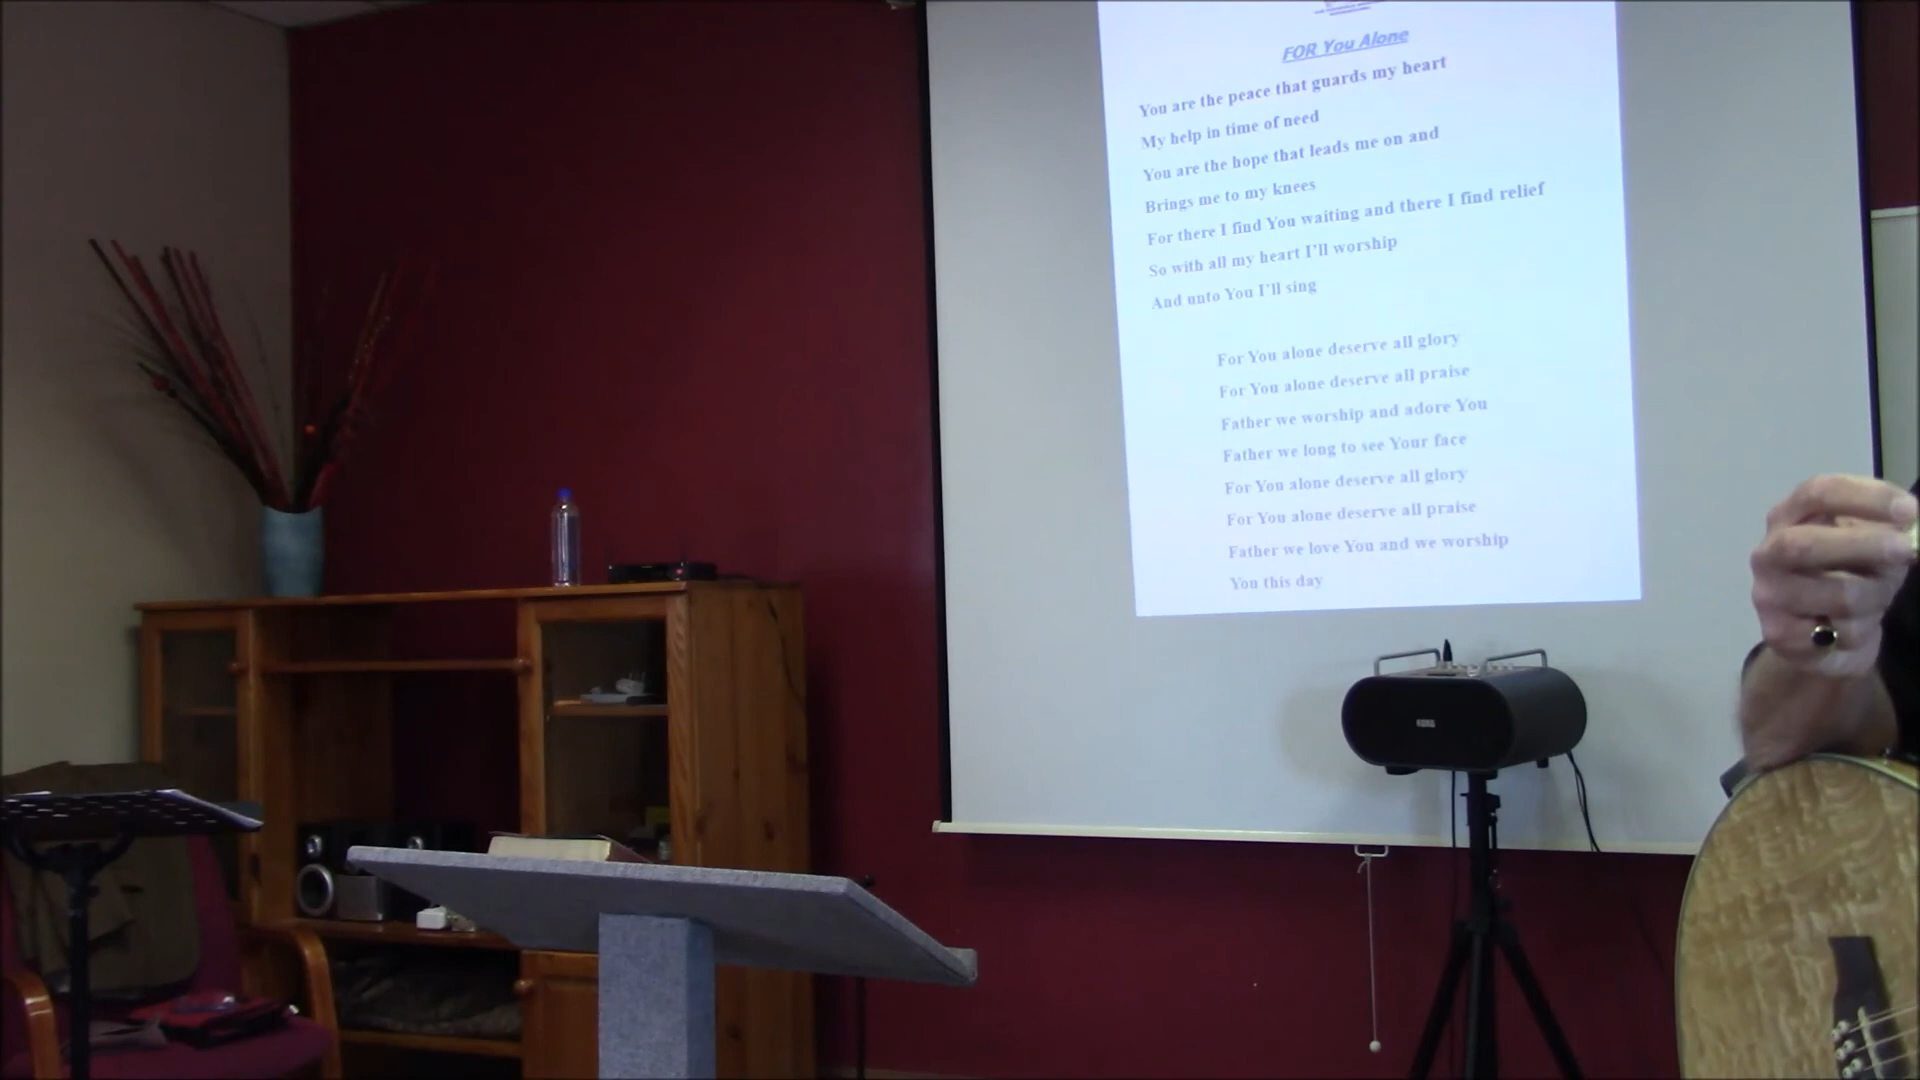 FOR You Alone
You are the peace that guards my heart
My help in time of need
You are the hope that leads me on and
Brings me to my knees
For there I find You waiting and there I find relief
So with all my heart I'll worship
And unto You I'll sing
For You alone deserve all glory
For You alone deserve all praise
Father we worship and adore You
Father we long to see Your face
For You alone deserve all glory
For You alone deserve all praise
Father we love You and we worship
You this day
KORG